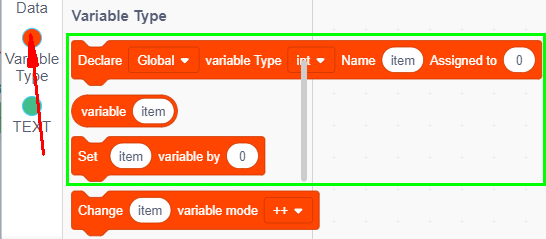 Data
Variable
Type
TEXT
Variable Type
Declare Global variable Type int Name item Assigned to 0
variable item
Set item variable by 0
Change item variable mode ++